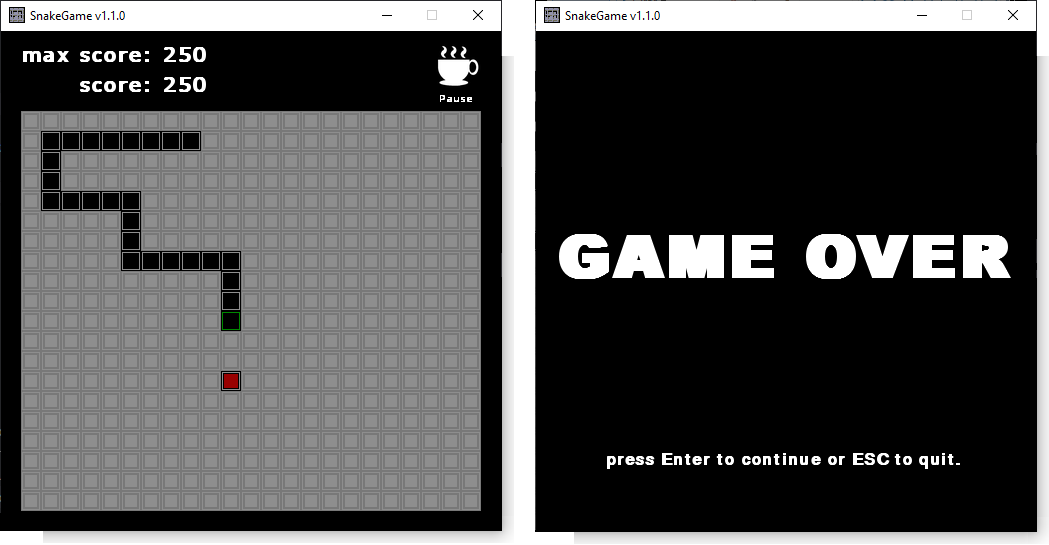 SnakeGame v1.1.0
max score: 250
score: 250
Pause
SnakeGame v1.1.0
GAME OVER
press Enter to continue or ESC to quit.